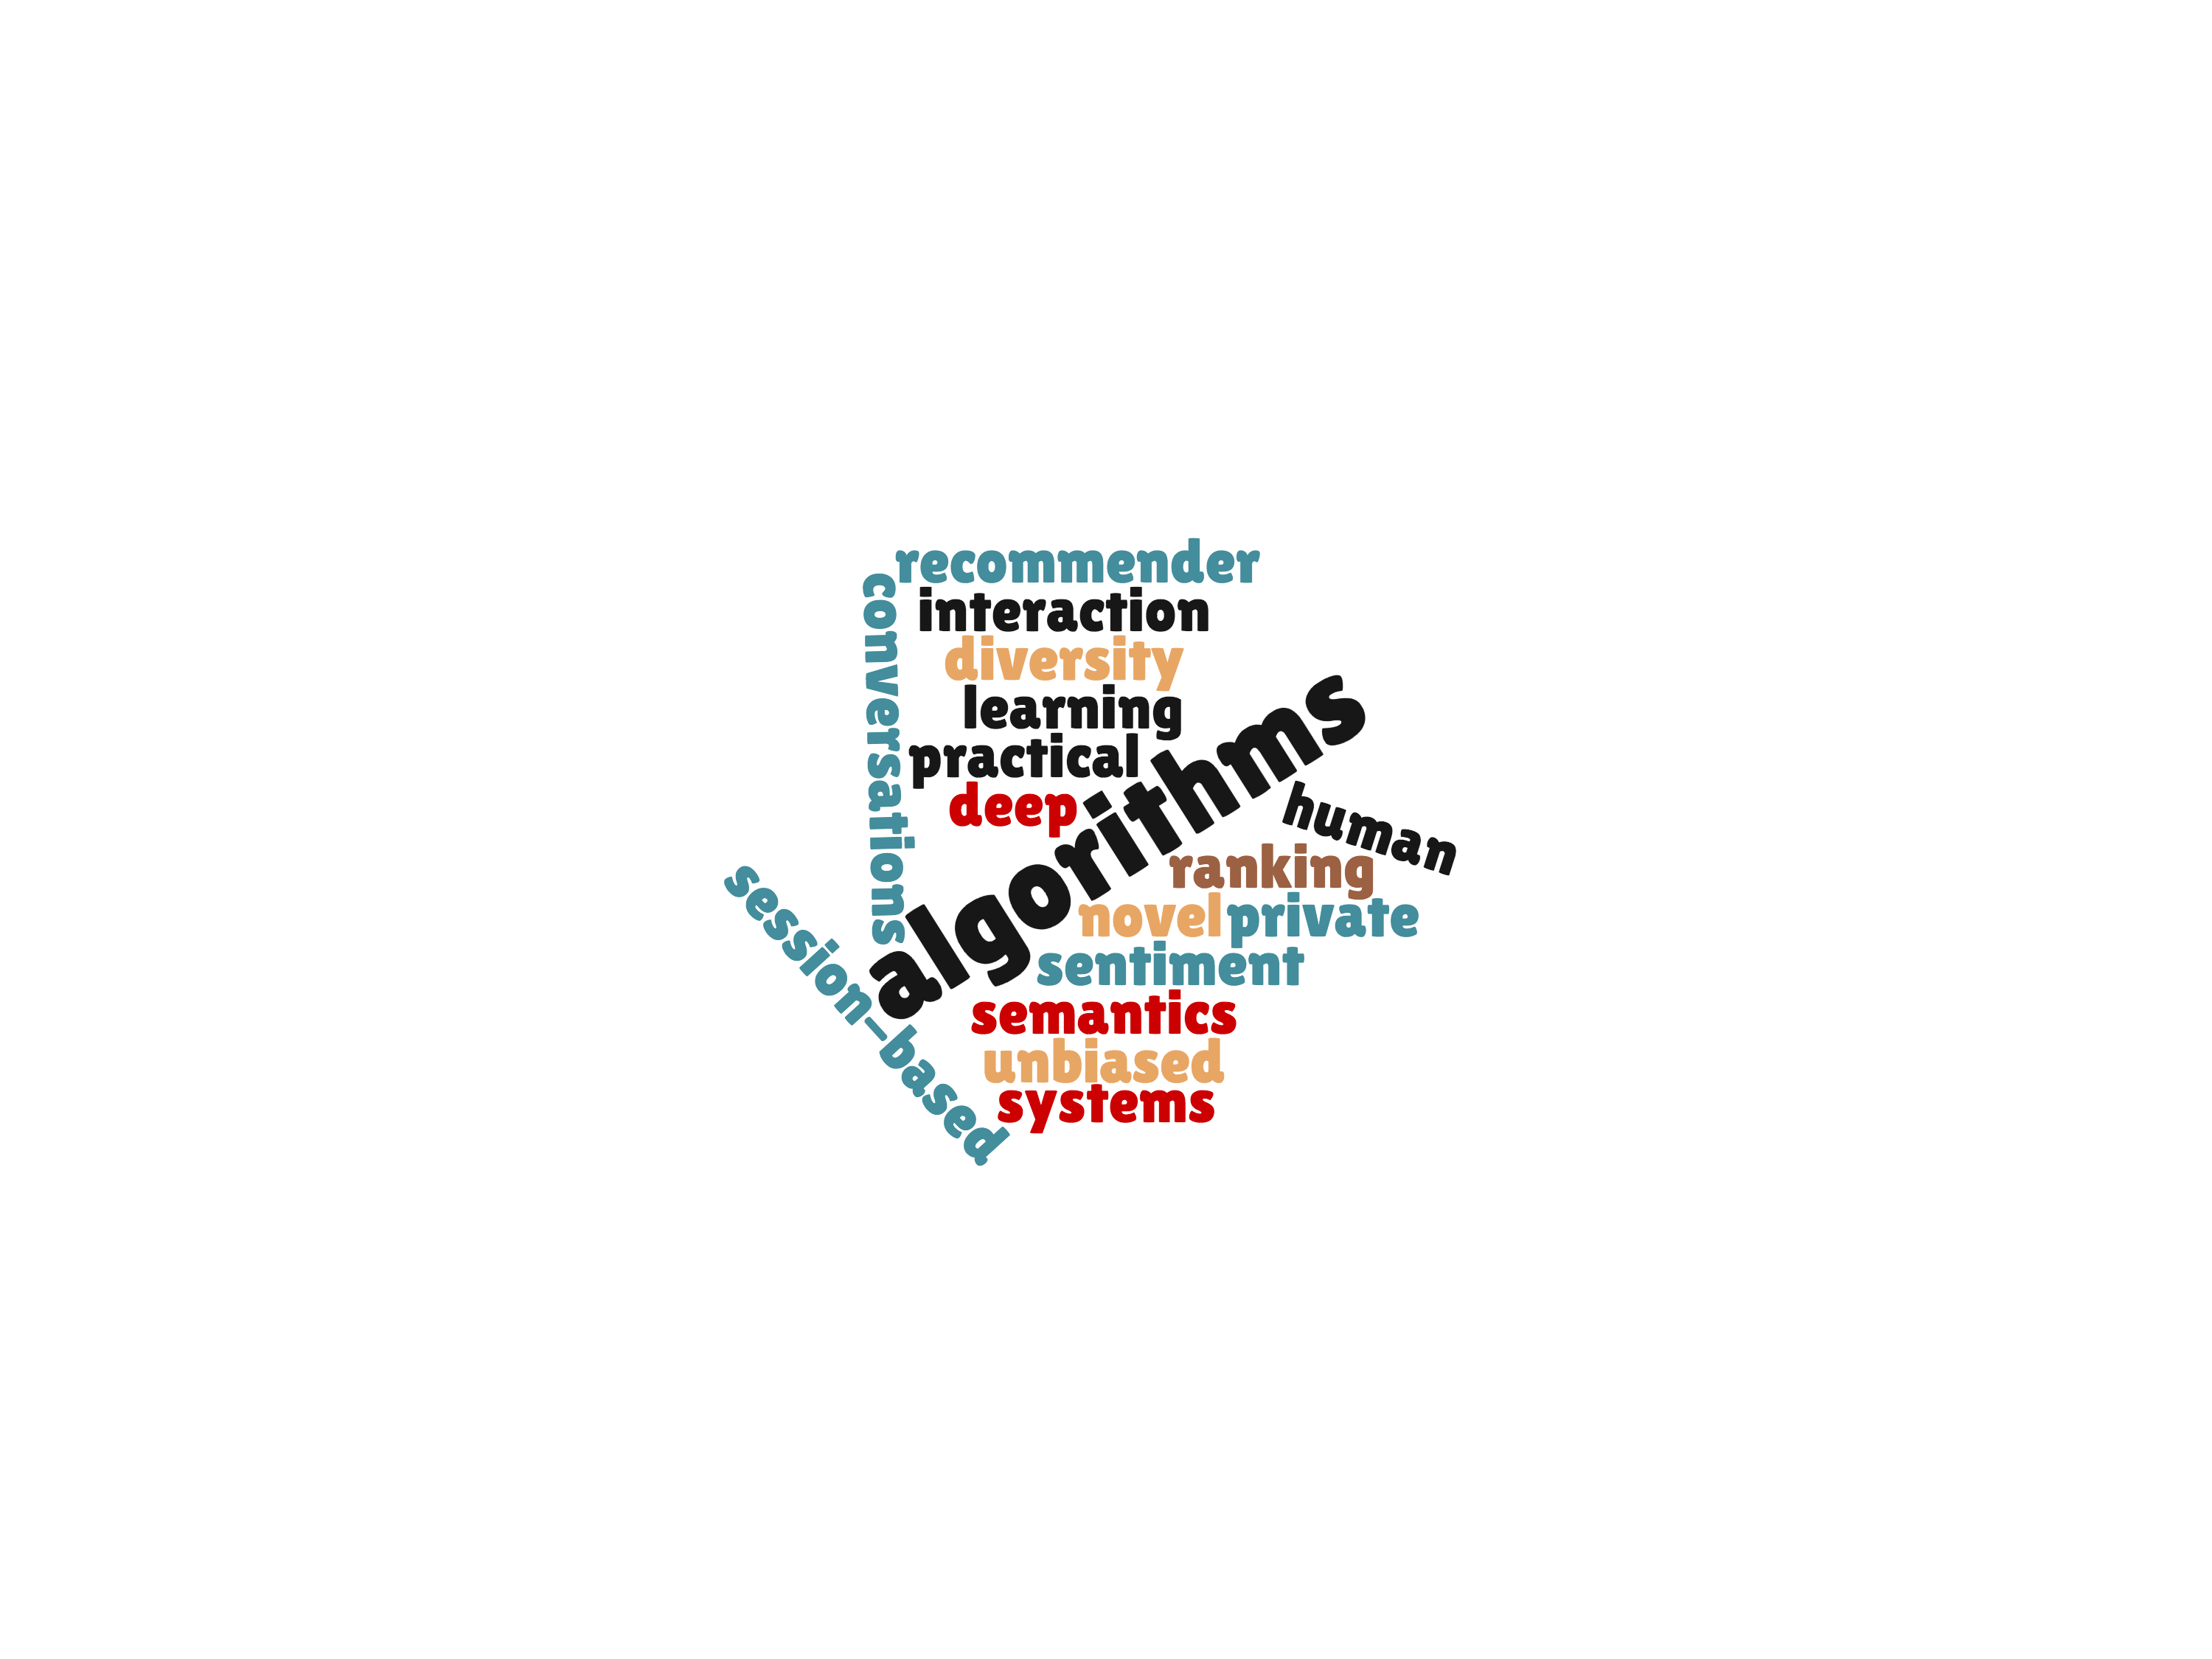 recommender
conversations
interaction
diversity
learning
practical
deep
algorithms
human
ranking
novel private
session-based
sentiment
semantics
unbiased
systems